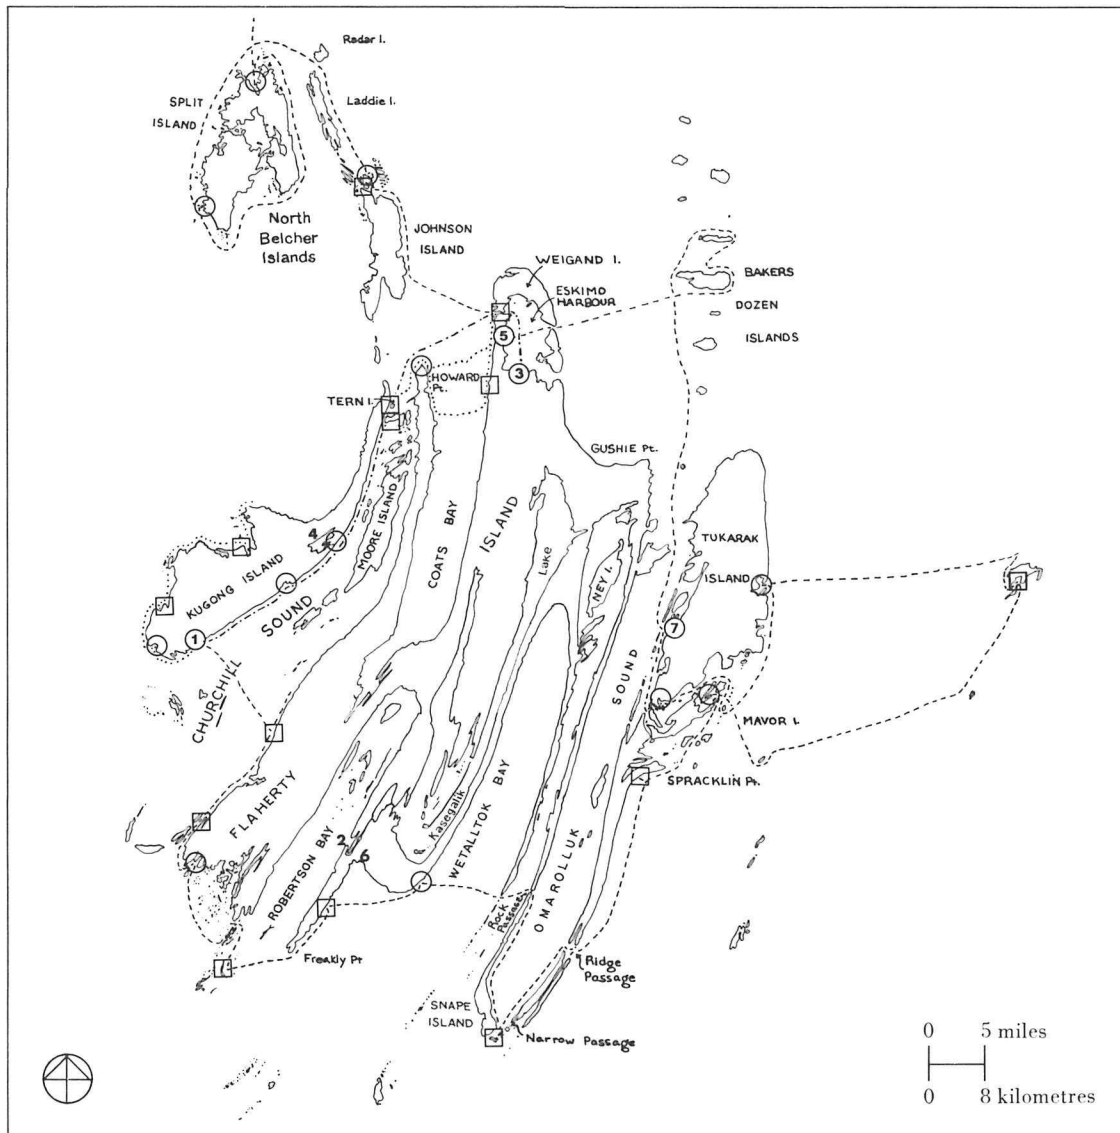 Radar I.
SPLIT
ISLAND
Laddie I.
North
Belcher
Islands
JOHNSON
ISLAND
WEIGAND I.
ESKIMO
HARBOUR
BAKERS
DOZEN
ISLANDS
5
3
HOWARD
Pt.
TERN I.
GUSHIE Pt.
4
MOORE ISLAND
COATS BAY
ISLAND
Lake
NEY I.
TUKARAK
ISLAND
KUGONG ISLAND
SOUND
1
7
SOUND
CHURCHILL
MAVOR I.
SPRACKLIN Pt.
FLAHERTY
ROBERTSON BAY
2
6
Kasegalik
WETALLTOK BAY
OMAROLLUK
Rock
Passage
Freakly Pt
Ridge
Passage
SNAPE
ISLAND
Narrow Passage
0 5 miles
0 8 kilometres